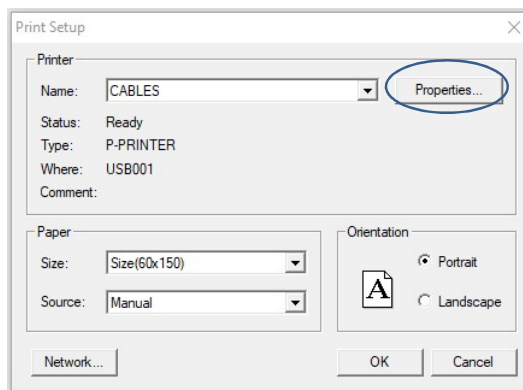 Print Setup
Printer
Name: CABLES Properties...
Status: Ready
Type: P-PRINTER
Where: USB001
Comment:
Paper
Size: Size(60x150)
Source: Manual
Orientation
A
Portrait
Landscape
Network... OK Cancel